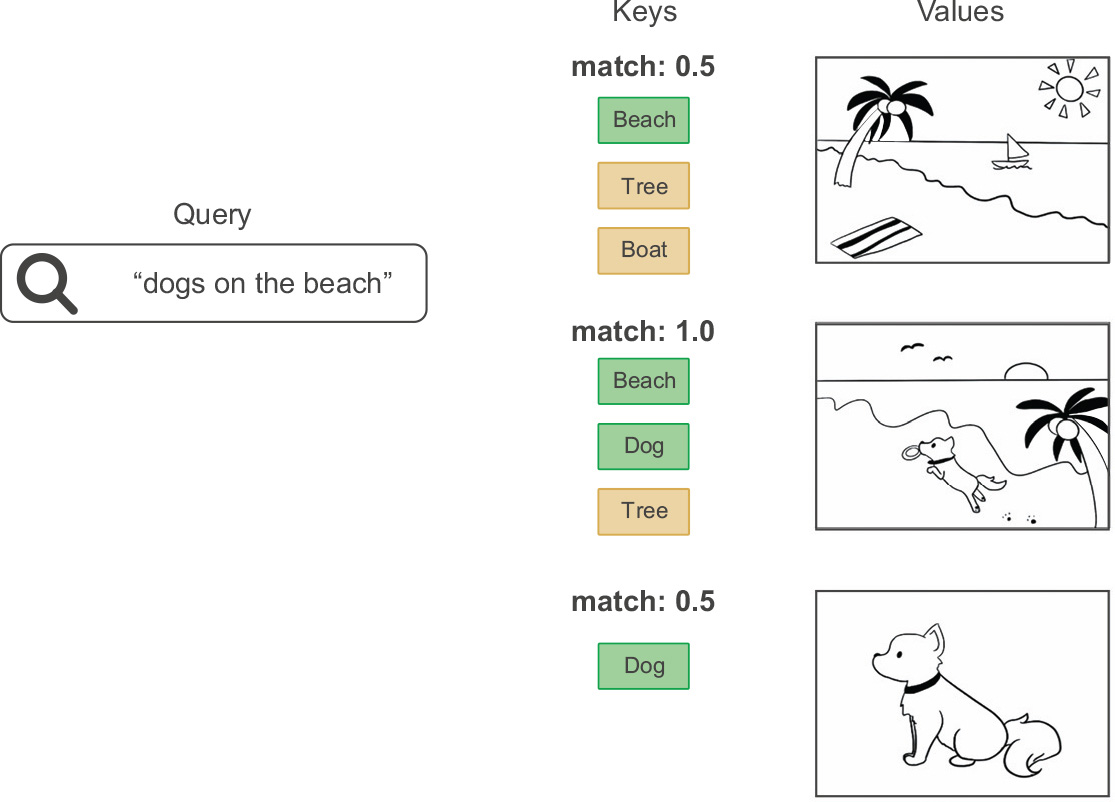 Keys
Values
match: 0.5
Beach
Tree
Boat
Query
“dogs on the beach”
match: 1.0
Beach
Dog
Tree
match: 0.5
Dog